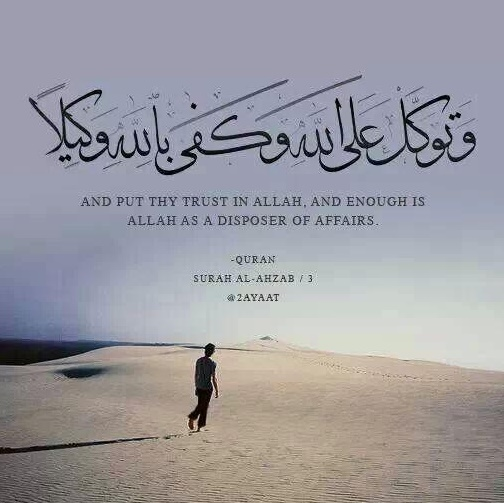 وَتَوَكَّلْ عَلَى اللَّهِ وَكَفَى بِاللَّهِ وَكِيلًا
AND PUT THY TRUST IN ALLAH, AND ENOUGH IS
ALLAH AS A DISPOSER OF AFFAIRS.
-QURAN
SURAH AL-AHZAB / 3
@2AYAAT